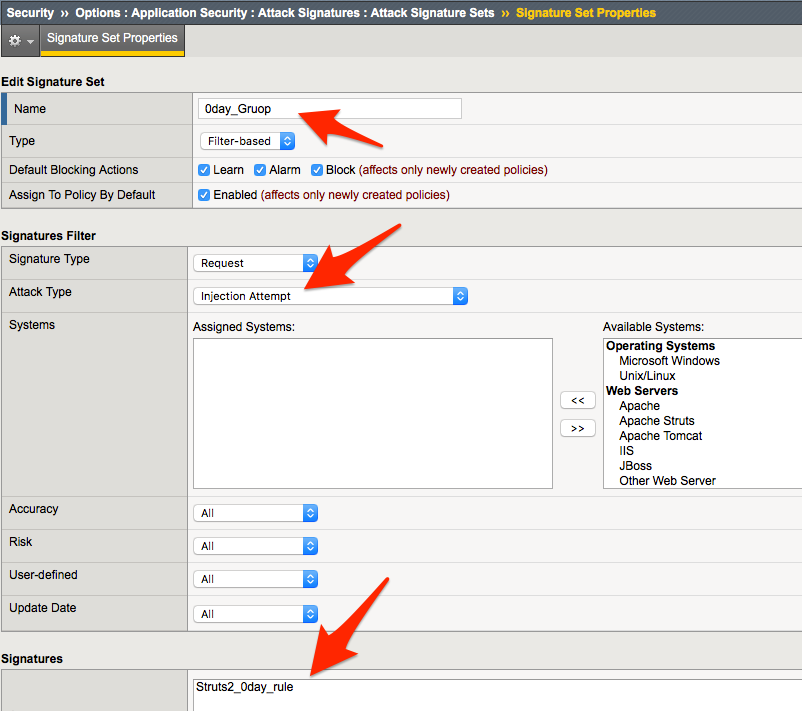 Security ›› Options : Application Security : Attack Signatures : Attack Signature Sets ›› Signature Set Properties
Signature Set Properties
Edit Signature Set
Name 0day_Gruop
Type Filter-based
Default Blocking Actions Learn Alarm Block (affects only newly created policies)
Assign To Policy By Default Enabled (affects only newly created policies)
Signatures Filter
Signature Type Request
Attack Type Injection Attempt
Systems Assigned Systems: Available Systems:
Operating Systems
Microsoft Windows
Unix/Linux
Web Servers
<< Apache
Apache Struts
>> Apache Tomcat
IIS
JBoss
Other Web Server
Accuracy All
Risk All
User-defined All
Update Date All
Signatures
Struts2_0day_rule